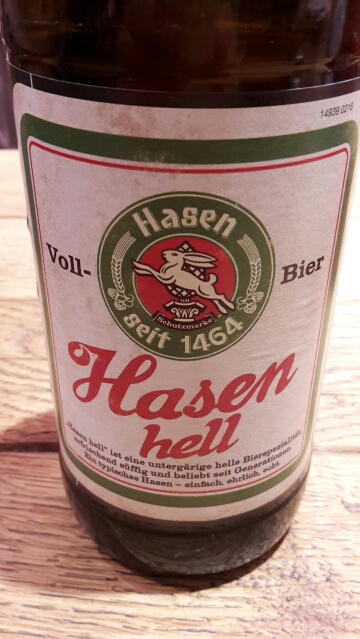 14939 0216
Hasen
Voll- Bier
Schutzmarke
seit 1464
Hasen
hell
„Hasen hell“ ist eine untergärige helle Bierspezialität,
erfrischend süffig und beliebt seit Generationen.
Ein typisches Hasen – einfach, ehrlich, echt.